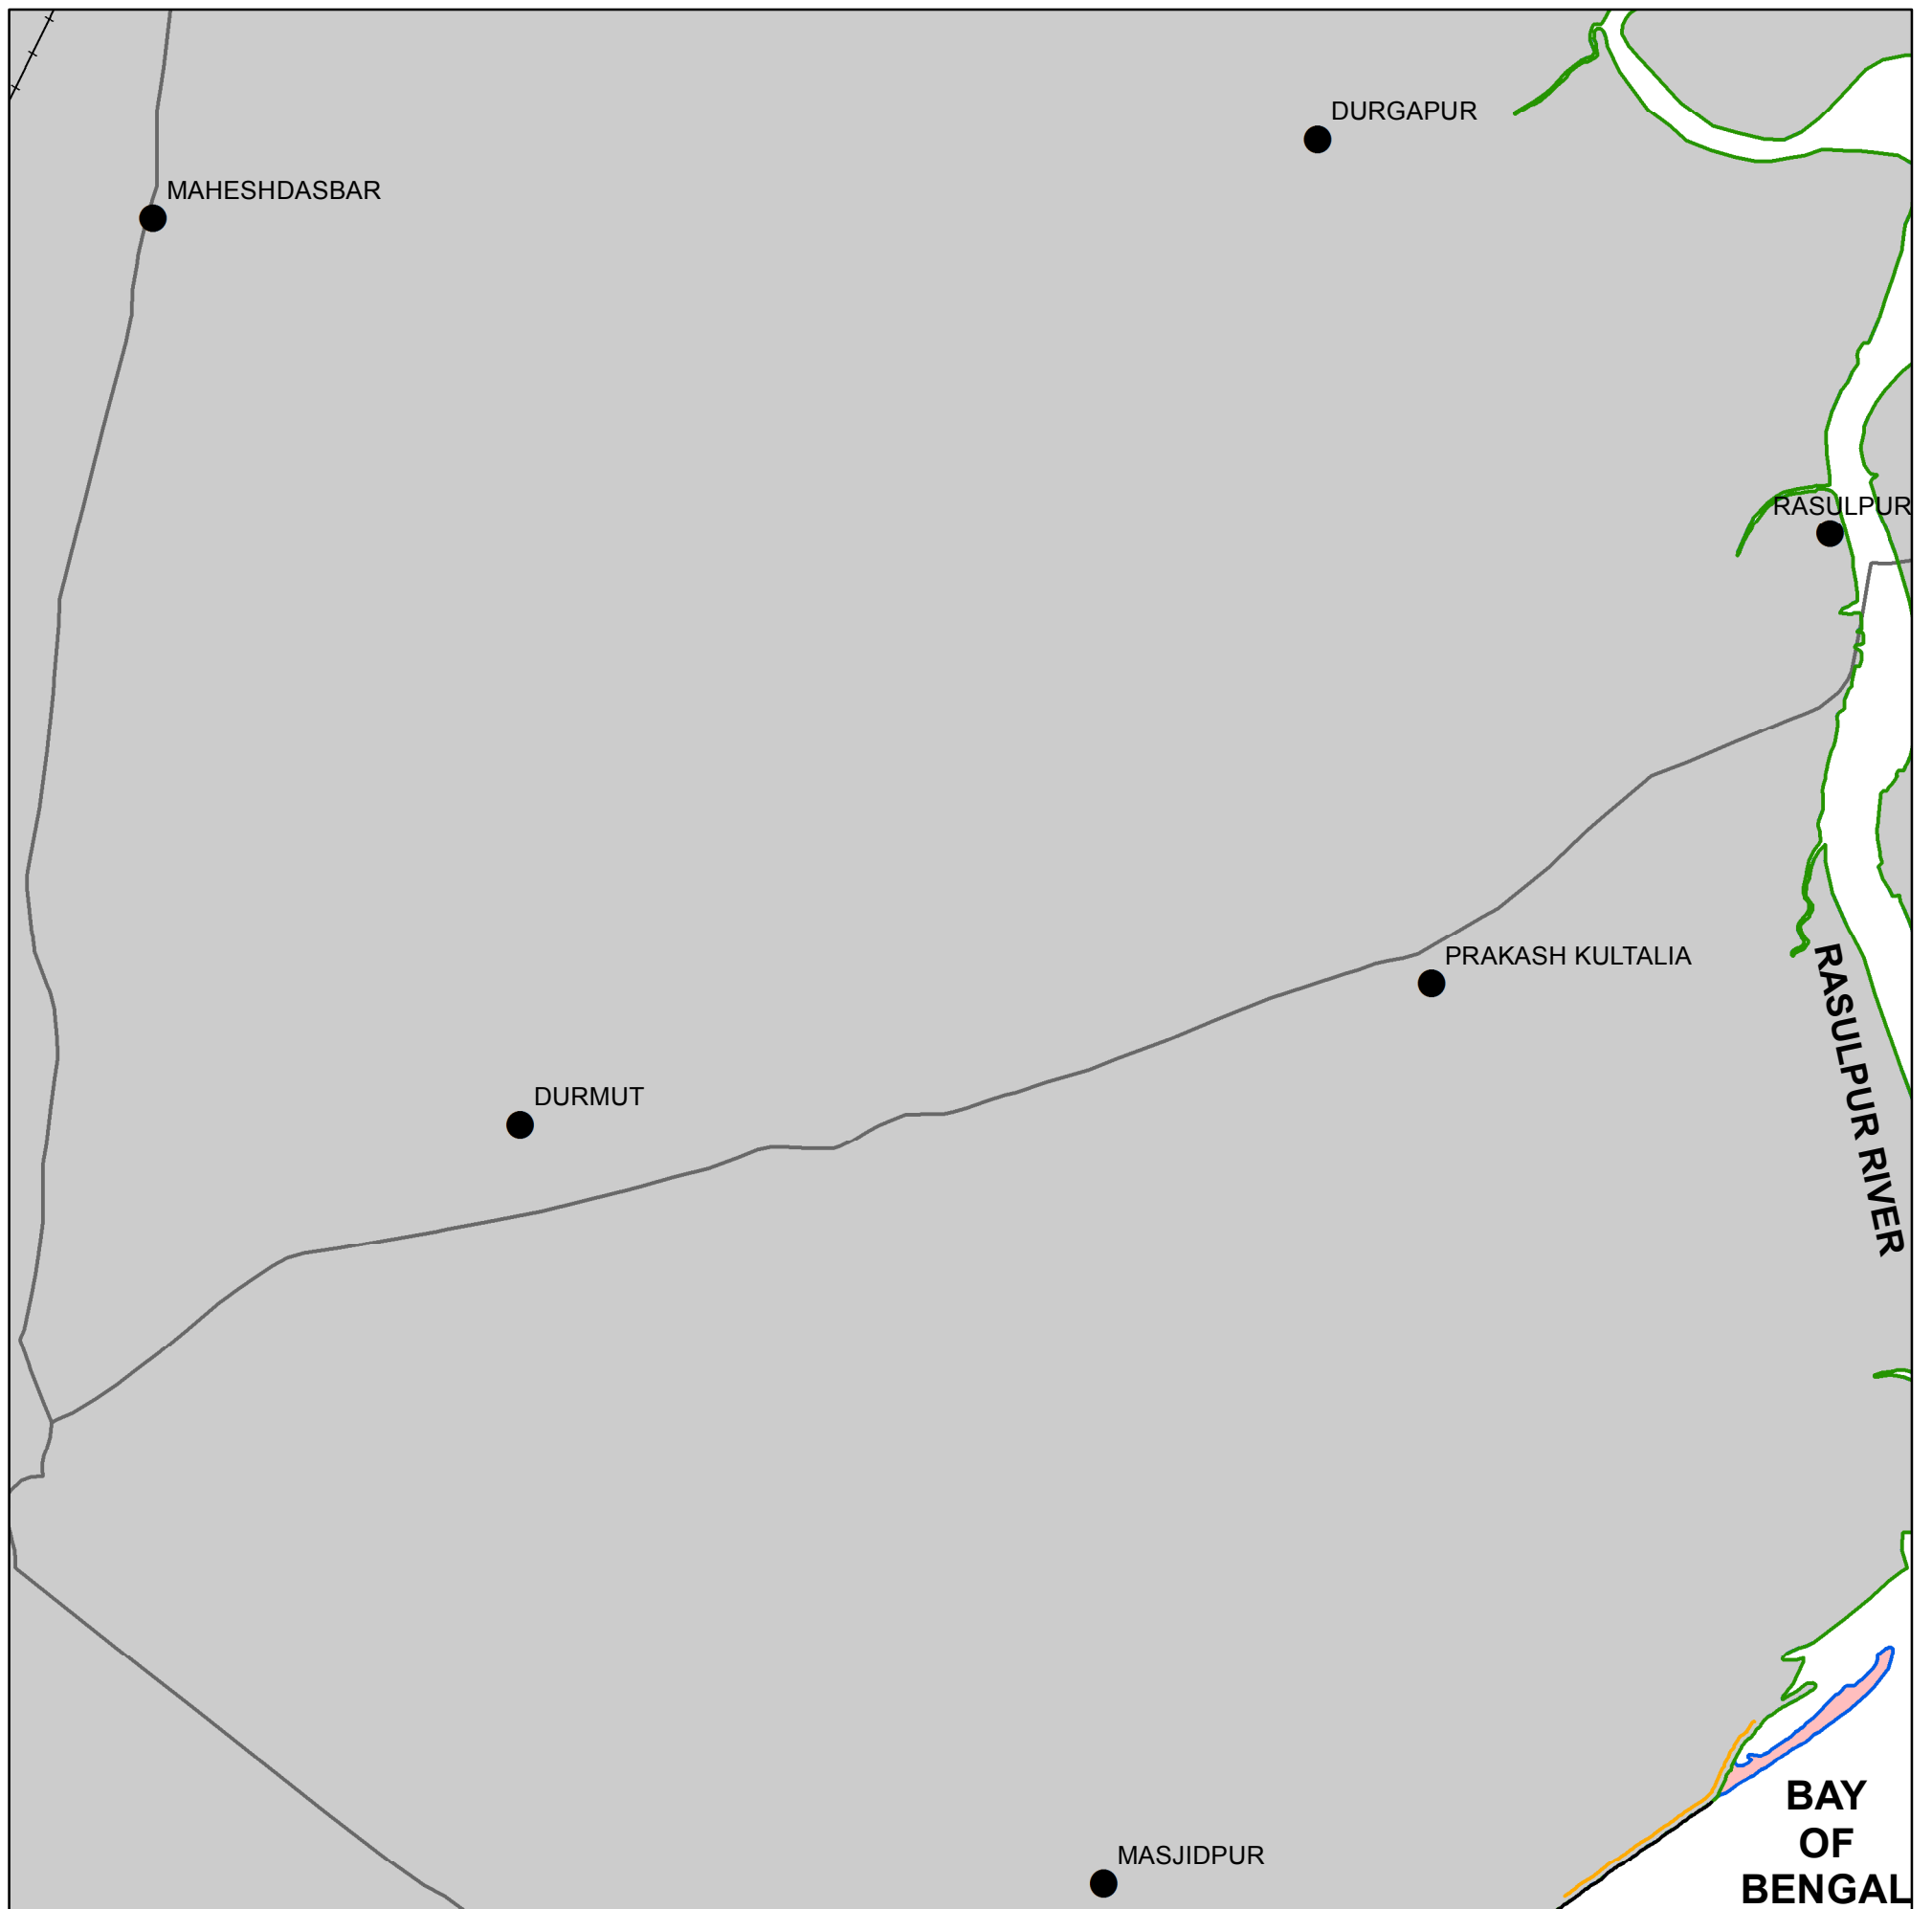 DURGAPUR
MAHESHDASBAR
RASULPUR
PRAKASH KULTALIA
RASULPUR RIVER
DURMUT
BAY
OF
BENGAL
MASJIDPUR